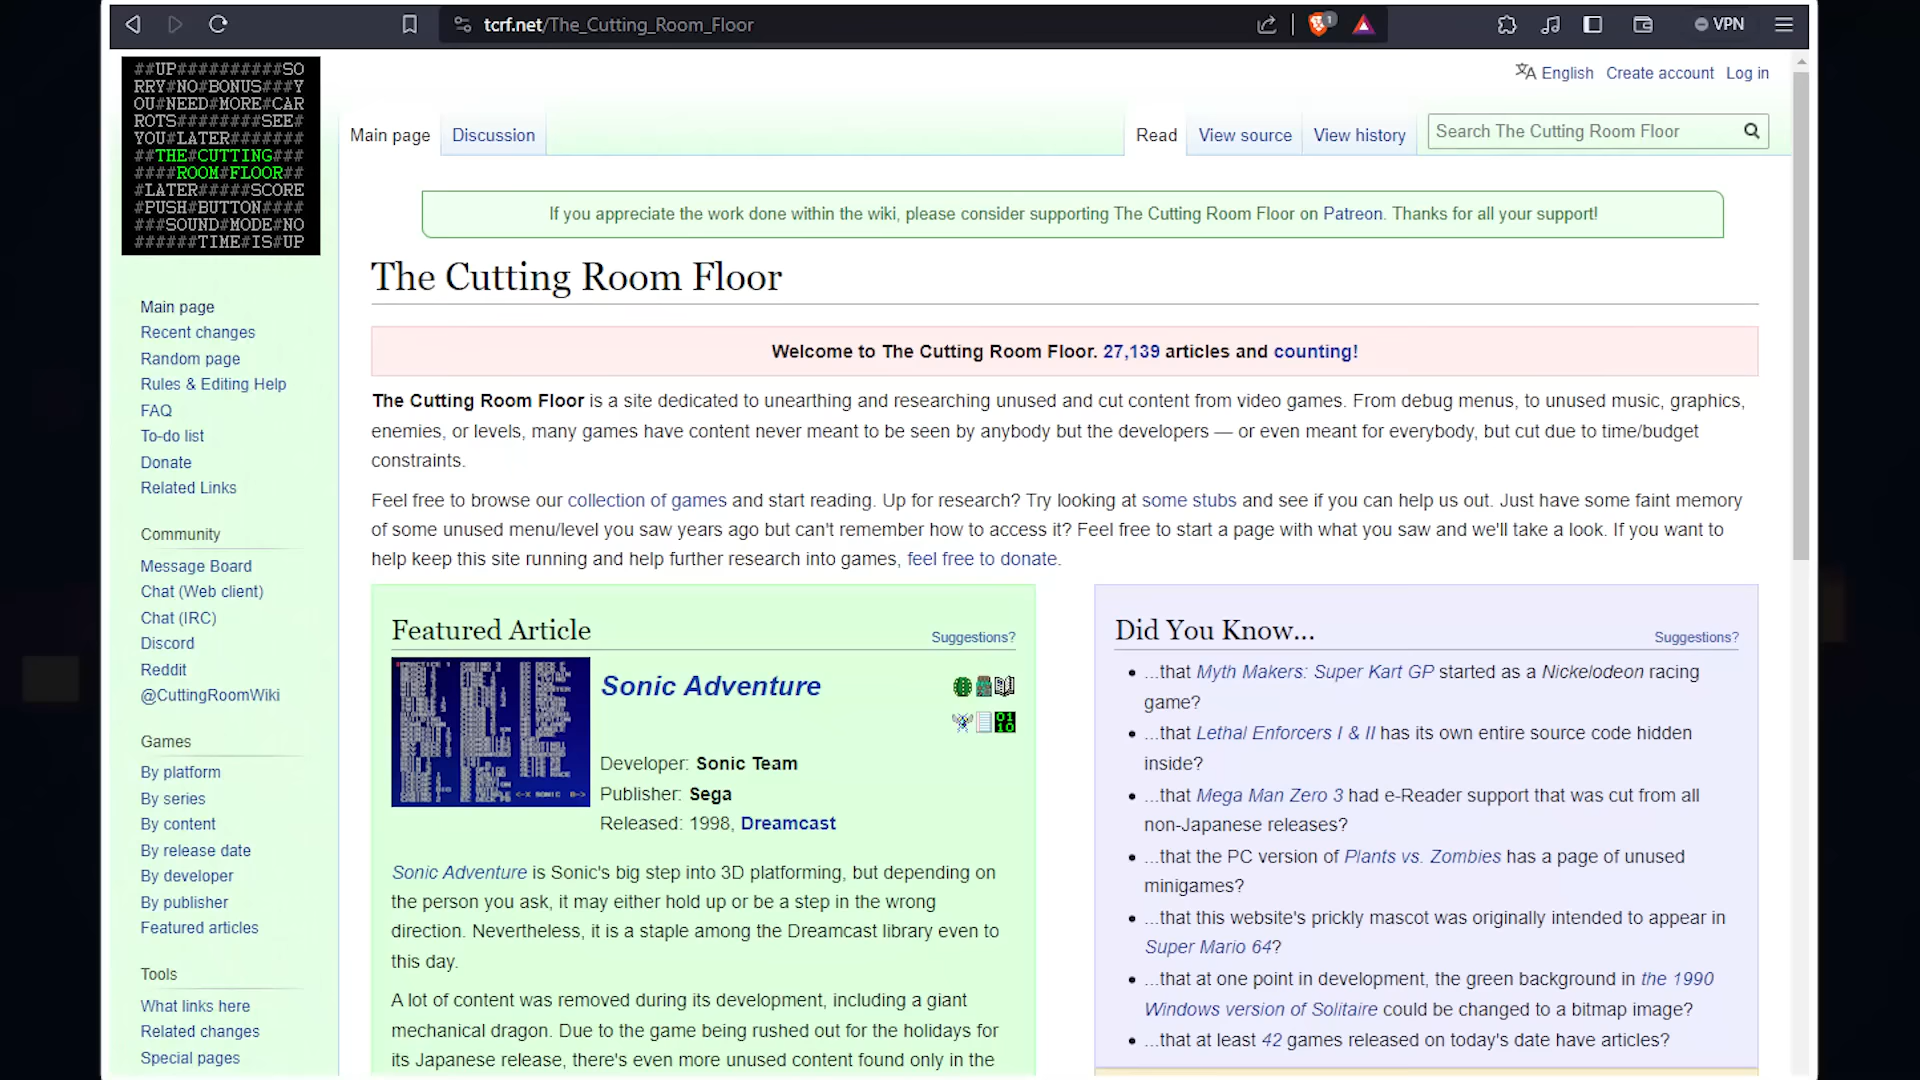 tcrf.net/The_Cutting_Room_Floor
1
VPN
##UP##########SO
RRY#NO#BONUS###Y
OU#NEED#MORE#CAR
ROTS########SEE#
YOU#LATER#######
##THE#CUTTING###
####ROOM#FLOOR##
#LATER#####SCORE
#PUSH#BUTTON####
###SOUND#MODE#NO
######TIME#IS#UP
English Create account Log in
Main page Discussion Read View source View history Search The Cutting Room Floor
If you appreciate the work done within the wiki, please consider supporting The Cutting Room Floor on Patreon. Thanks for all your support!
The Cutting Room Floor
Welcome to The Cutting Room Floor. 27,139 articles and counting!
The Cutting Room Floor is a site dedicated to unearthing and researching unused and cut content from video games. From debug menus, to unused music, graphics,
enemies, or levels, many games have content never meant to be seen by anybody but the developers — or even meant for everybody, but cut due to time/budget
constraints.
Feel free to browse our collection of games and start reading. Up for research? Try looking at some stubs and see if you can help us out. Just have some faint memory
of some unused menu/level you saw years ago but can't remember how to access it? Feel free to start a page with what you saw and we'll take a look. If you want to
help keep this site running and help further research into games, feel free to donate.
Main page
Recent changes
Random page
Rules & Editing Help
FAQ
To-do list
Donate
Related Links
Community
Message Board
Chat (Web client)
Chat (IRC)
Discord
Reddit
@CuttingRoomWiki
Games
By platform
By series
By content
By release date
By developer
By publisher
Featured articles
Tools
What links here
Related changes
Special pages
Featured Article
Suggestions?
Sonic Adventure
Developer: Sonic Team
Publisher: Sega
Released: 1998, Dreamcast
Sonic Adventure is Sonic's big step into 3D platforming, but depending on
the person you ask, it may either hold up or be a step in the wrong
direction. Nevertheless, it is a staple among the Dreamcast library even to
this day.
A lot of content was removed during its development, including a giant
mechanical dragon. Due to the game being rushed out for the holidays for
its Japanese release, there's even more unused content found only in the
Did You Know...
Suggestions?
...that Myth Makers: Super Kart GP started as a Nickelodeon racing
game?
...that Lethal Enforcers I & II has its own entire source code hidden
inside?
...that Mega Man Zero 3 had e-Reader support that was cut from all
non-Japanese releases?
...that the PC version of Plants vs. Zombies has a page of unused
minigames?
...that this website's prickly mascot was originally intended to appear in
Super Mario 64?
...that at one point in development, the green background in the 1990
Windows version of Solitaire could be changed to a bitmap image?
...that at least 42 games released on today's date have articles?